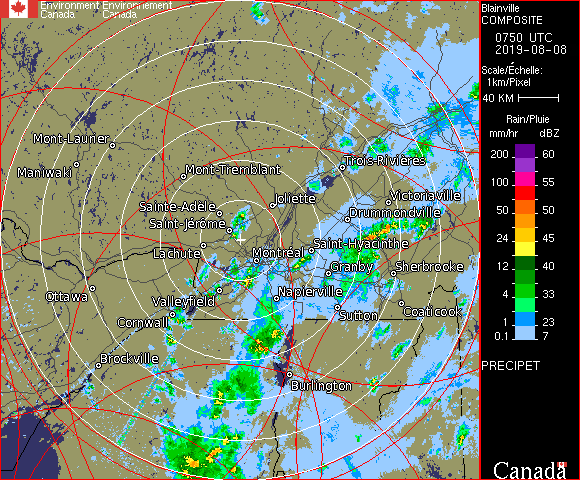 Environment Environnement
Canada Canada
Blainville
COMPOSITE
0750 UTC
2019-08-08
Scale/Échelle:
1km/Pixel
40 KM
Rain/Pluie
mm/hr dBZ
200 60
100 55
50 50
24 45
12 40
4 33
1 23
0.1 7
PRECIPET
Canada
Mont-Laurier
Maniwaki
Mont-Tremblant
Trois-Rivières
Sainte-Adèle
Joliette
Victoriaville
Saint-Jérôme
Drummondville
Lachute
Montréal
Saint-Hyacinthe
Granby
Sherbrooke
Ottawa
Valleyfield
Napierville
Cornwall
Sutton
Coaticook
Brockville
Burlington